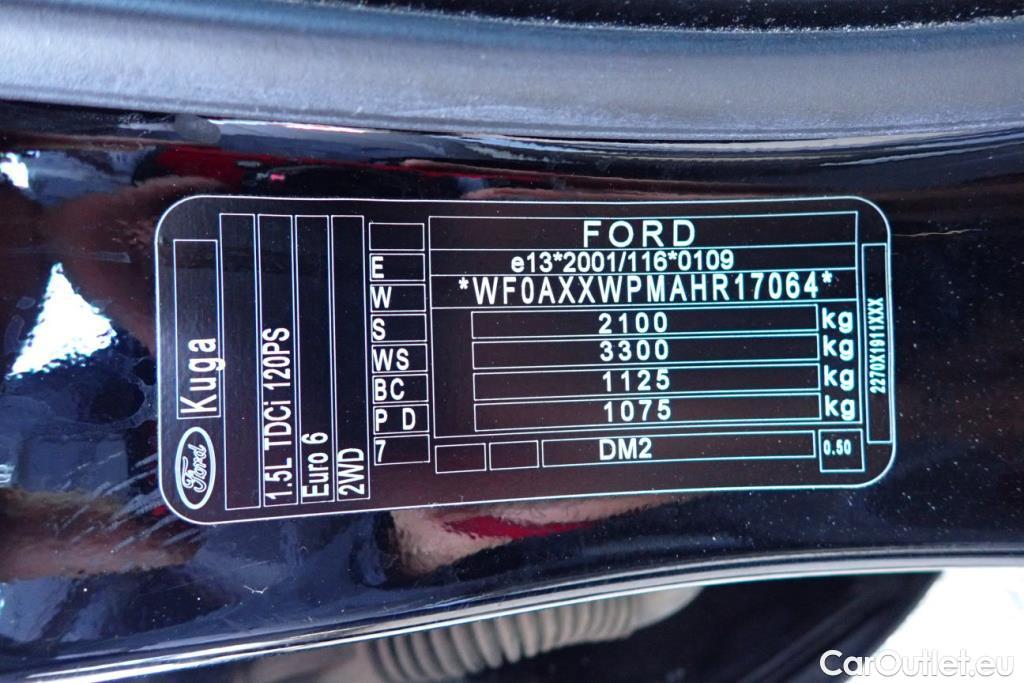 Ford
Kuga
1.5L TDCi 120PS
Euro 6
2WD
E
W
S
WS
BC
P D
7
FORD
e13*2001/116*0109
*WF0AXXWPMAHR17064*
2100 kg
3300 kg
1125 kg
1075 kg
DM2
0.50
2270X1911XXX
CarOutlet.eu